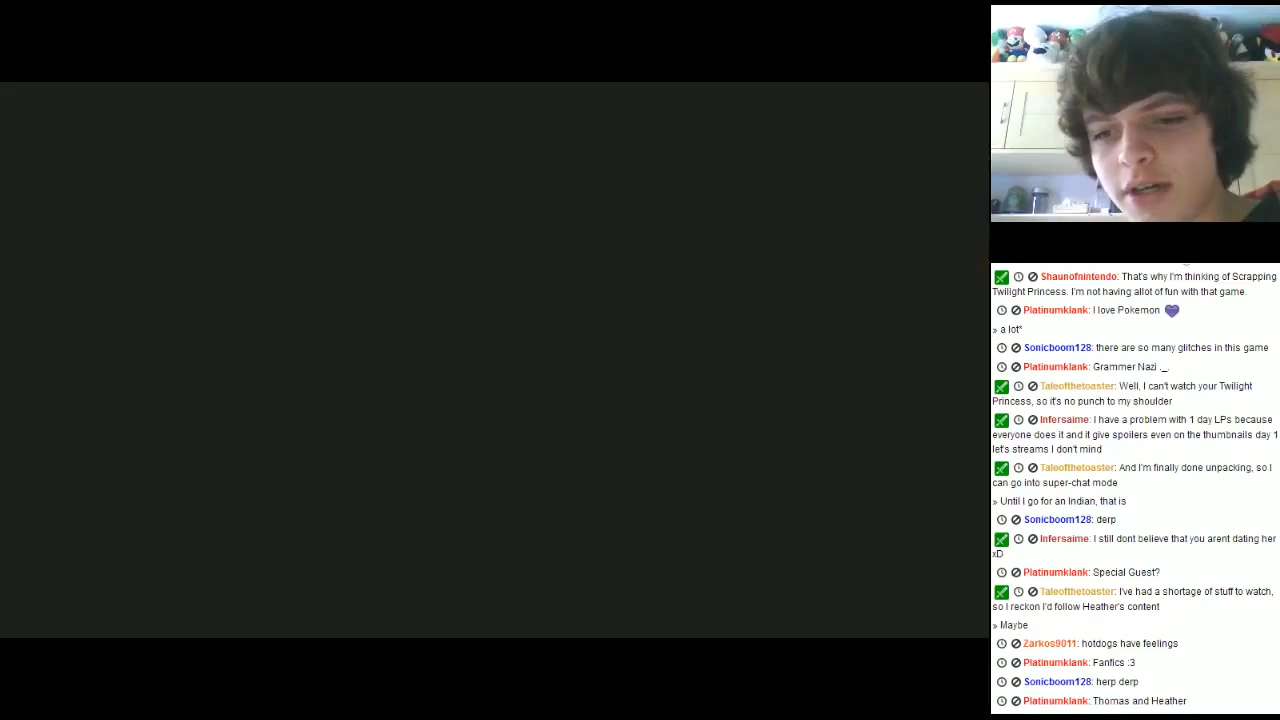 Shaunofnintendo: That's why I'm thinking of Scrapping
Twilight Princess. I'm not having allot of fun with that game.
Platinumklank: I love Pokemon
» a lot*
Sonicboom128: there are so many glitches in this game
Platinumklank: Grammer Nazi ._.
Taleofthetoaster: Well, I can't watch your Twilight
Princess, so it's no punch to my shoulder
Infersaime: I have a problem with 1 day LPs because
everyone does it and it give spoilers even on the thumbnails day 1
let's streams I don't mind
Taleofthetoaster: And I'm finally done unpacking, so I
can go into super-chat mode
» Until I go for an Indian, that is
Sonicboom128: derp
Infersaime: I still dont believe that you arent dating her
xD
Platinumklank: Special Guest?
Taleofthetoaster: I've had a shortage of stuff to watch,
so I reckon I'd follow Heather's content
» Maybe
Zarkos9011: hotdogs have feelings
Platinumklank: Fanfics :3
Sonicboom128: herp derp
Platinumklank: Thomas and Heather